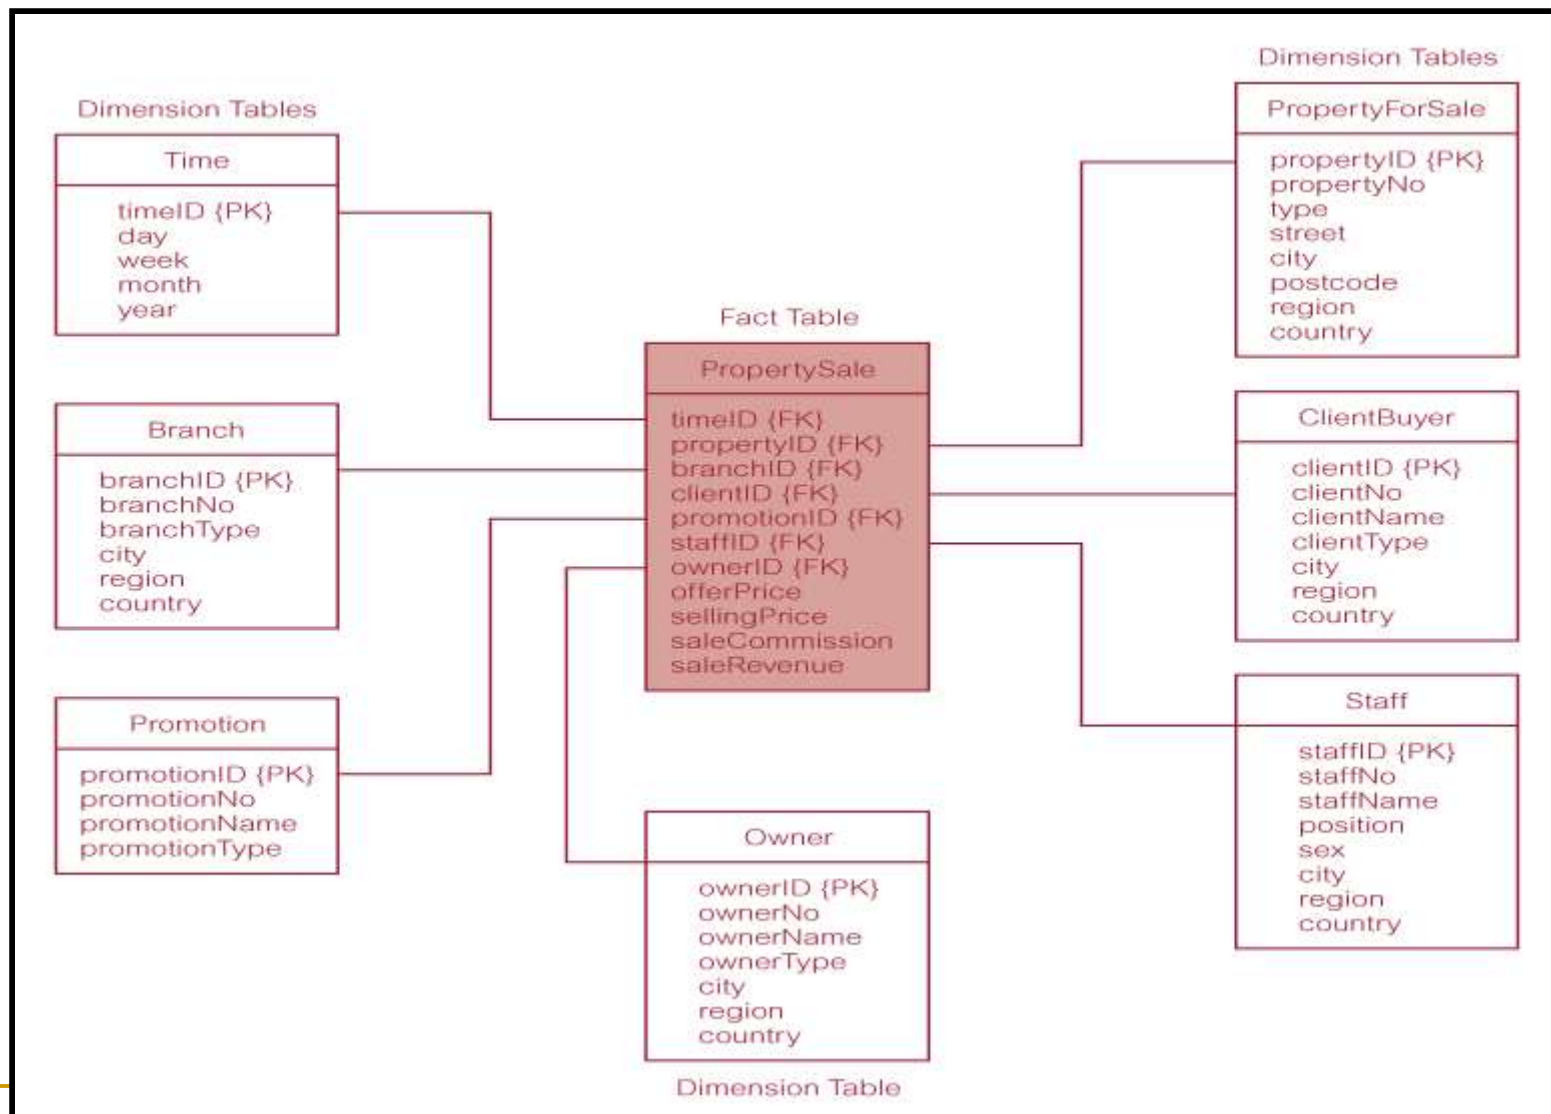 Dimension Tables
Time
timeID {PK}
day
week
month
year
Branch
branchID {PK}
branchNo
branchType
city
region
country
Promotion
promotionID {PK}
promotionNo
promotionName
promotionType
Fact Table
PropertySale
timeID {FK}
propertyID {FK}
branchID {FK}
clientID {FK}
promotionID {FK}
staffID {FK}
ownerID {FK}
offerPrice
sellingPrice
saleCommission
saleRevenue
Owner
ownerID {PK}
ownerNo
ownerName
ownerType
city
region
country
Dimension Table
Dimension Tables
PropertyForSale
propertyID {PK}
propertyNo
type
street
city
postcode
region
country
ClientBuyer
clientID {PK}
clientNo
clientName
clientType
city
region
country
Staff
staffID {PK}
staffNo
staffName
position
sex
city
region
country